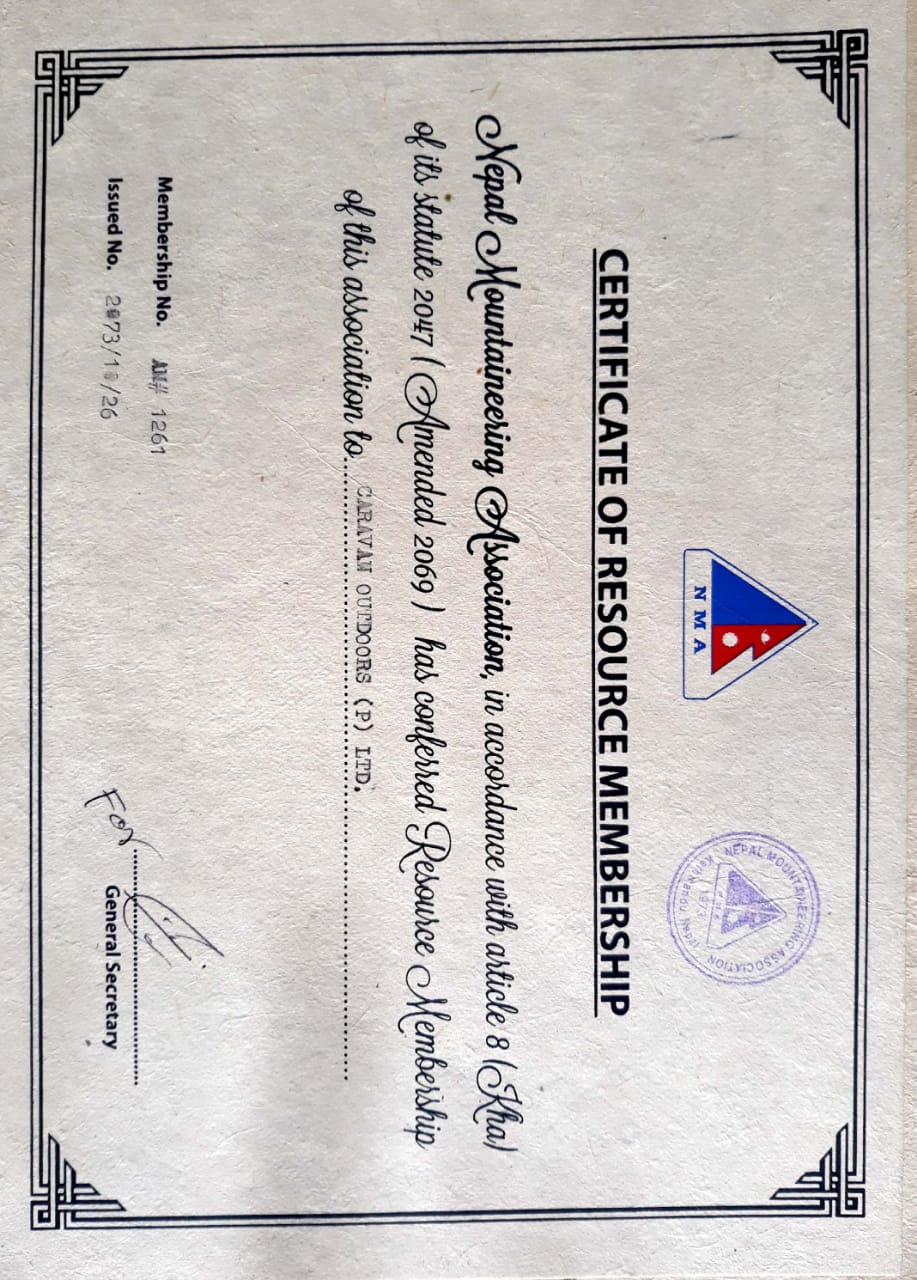 NMA
NEPAL MOUNTAINEERING ASSOCIATION
1973
Kathmandu, Nepal
CERTIFICATE OF RESOURCE MEMBERSHIP
Nepal Mountaineering Association, in accordance with article 8 (Kha)
of its statute 2047 ( Amended 2069 ) has conferred Resource Membership
of this association to CARAVAN OUTDOORS (P) LTD.
Membership No. AM# 1261
Issued No. 2073/10/26
For
General Secretary